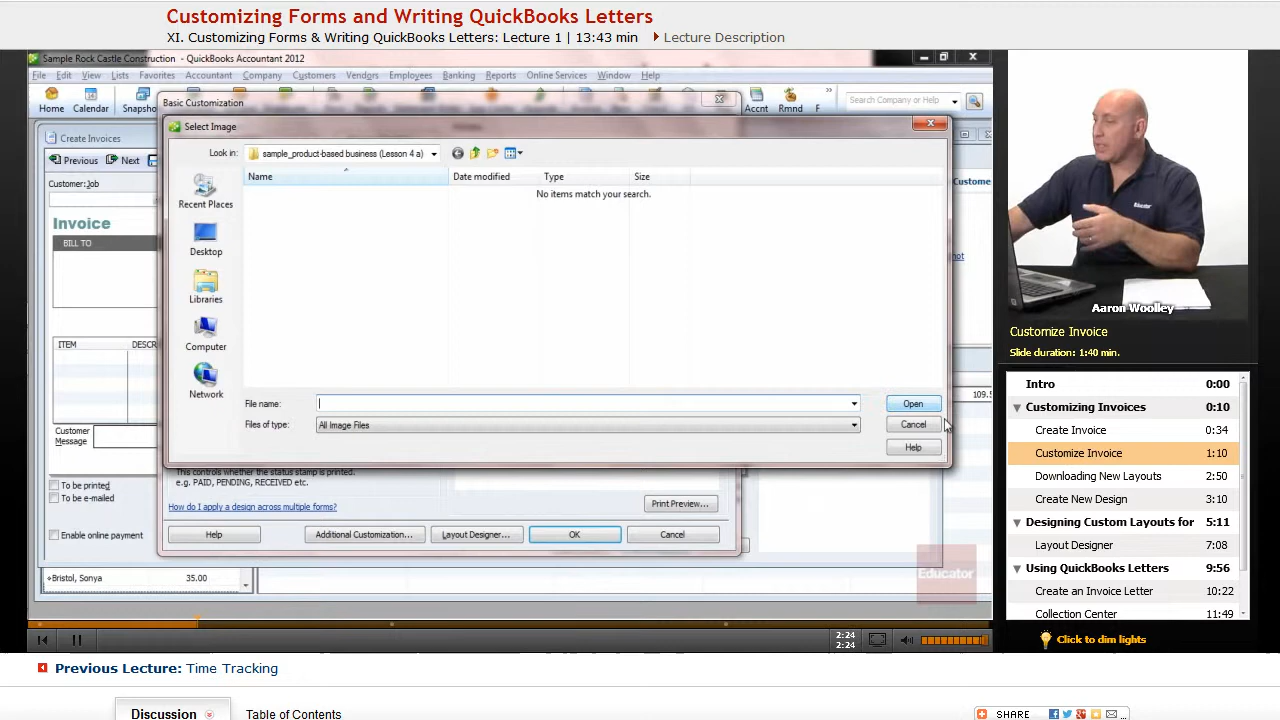 Customizing Forms and Writing QuickBooks Letters
XI. Customizing Forms & Writing QuickBooks Letters: Lecture 1 | 13:43 min
Lecture Description
Sample Rock Castle Construction - QuickBooks Accountant 2012
File Edit View Lists Favorites Accountant Company Customers Vendors Employees Banking Reports Online Services Window Help
Home Calendar Snapsho Accnt Rmnd F Search Company or Help
Basic Customization
Create Invoices
Select Image
Previous Next
Look in: sample_product-based business (Lesson 4 a)
Customer:Job
Custome
Name Date modified Type Size
No items match your search.
Invoice
BILL TO
Recent Places
Desktop
Libraries
Computer
Network
not
ITEM DESCR
File name: Open
Files of type: All Image Files Cancel
Help
109.5
Customer
Message
This controls whether the status stamp is printed.
e.g. PAID, PENDING, RECEIVED etc.
To be printed
To be e-mailed
Enable online payment
How do I apply a design across multiple forms?
Print Preview...
Help Additional Customization... Layout Designer... OK Cancel
Bristol, Sonya 35.00
Educator
2:24
2:24
Educator
Aaron Woolley
Customize Invoice
Slide duration: 1:40 min.
Intro 0:00
Customizing Invoices 0:10
Create Invoice 0:34
Customize Invoice 1:10
Downloading New Layouts 2:50
Create New Design 3:10
Designing Custom Layouts for 5:11
Layout Designer 7:08
Using QuickBooks Letters 9:56
Create an Invoice Letter 10:22
Collection Center 11:49
Click to dim lights
Previous Lecture: Time Tracking
Discussion
Table of Contents
SHARE